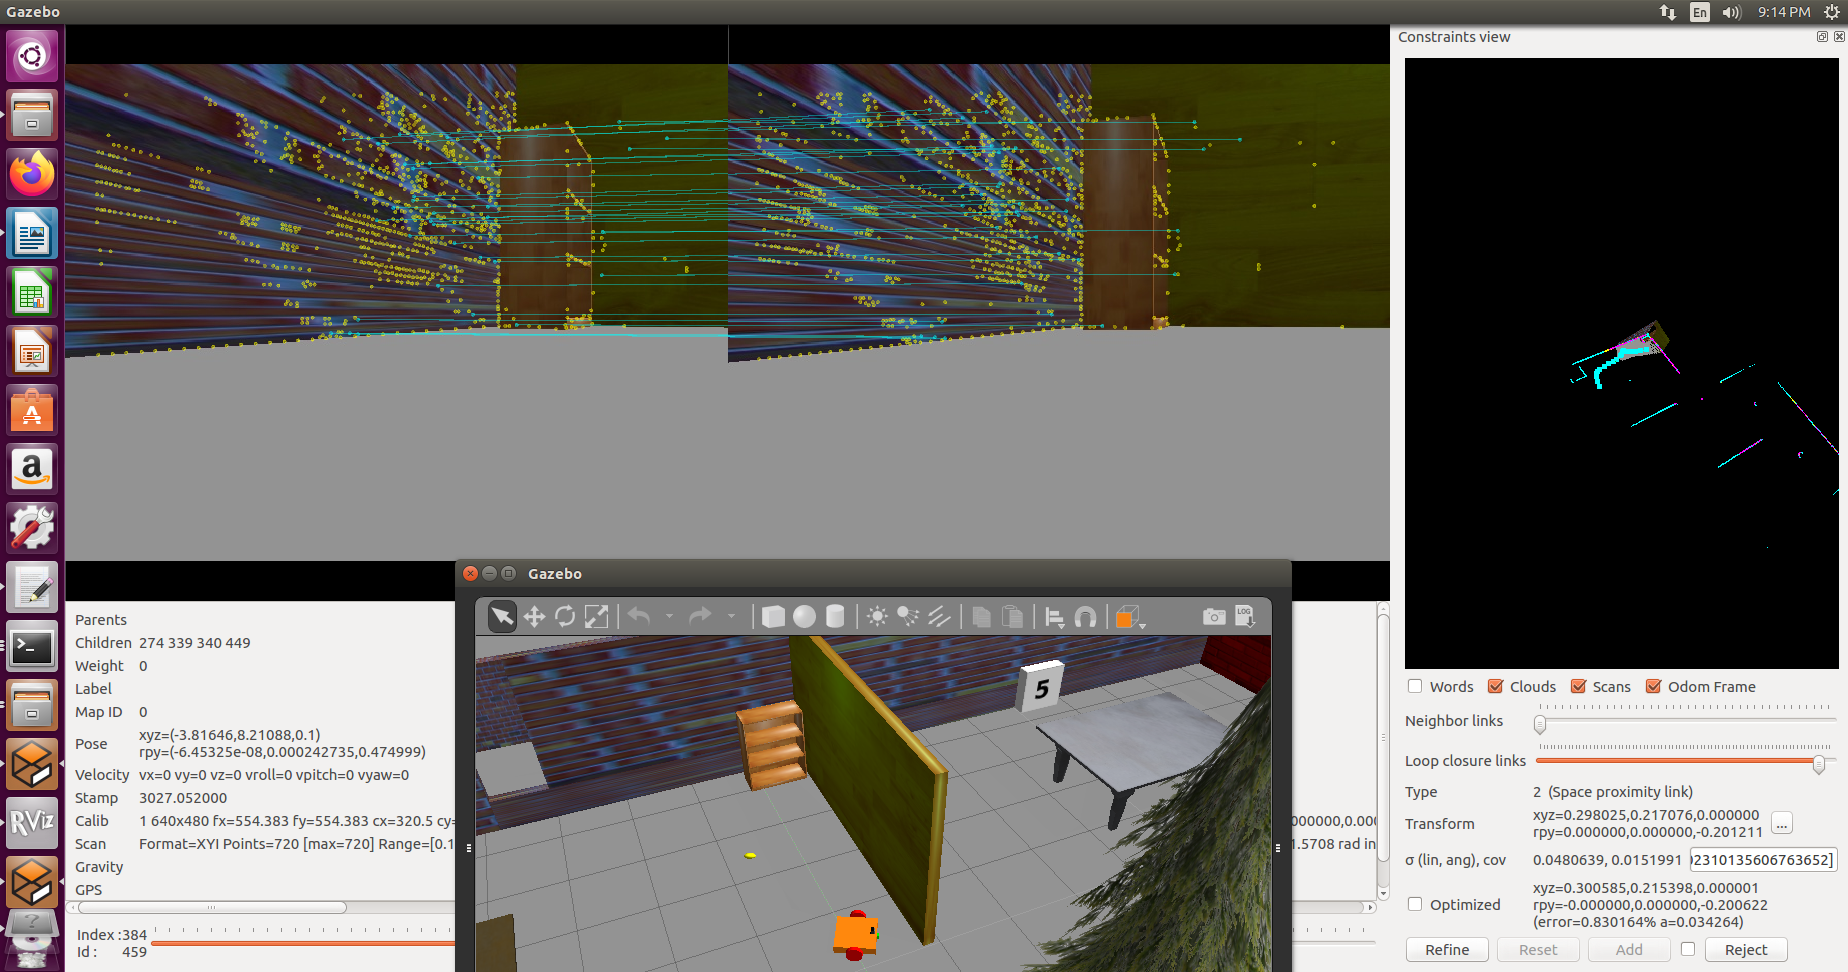 Gazebo
En
9:14 PM
Constraints view
Gazebo
LOG
5
Parents
Children 274 339 340 449
Weight 0
Label
Map ID 0
Pose xyz=(-3.81646,8.21088,0.1)
rpy=(-6.45325e-08,0.000242735,0.474999)
Velocity vx=0 vy=0 vz=0 vroll=0 vpitch=0 vyaw=0
Stamp 3027.052000
Calib 1 640x480 fx=554.383 fy=554.383 cx=320.5 cy=
Scan Format=XYI Points=720 [max=720] Range=[0.1
1.5708 rad in
Gravity
GPS
Index :384
Id : 459
Words Clouds Scans Odom Frame
Neighbor links
Loop closure links
Type 2 (Space proximity link)
Transform xyz=0.298025,0.217076,0.000000
rpy=0.000000,0.000000,-0.201211
...
σ (lin, ang), cov 0.0480639, 0.0151991 02310135606763652]
Optimized xyz=0.300585,0.215398,0.000001
rpy=-0.000000,0.000000,-0.200622
(error=0.830164% a=0.034264)
Refine Reset Add Reject
RViz
a
A
>_
?